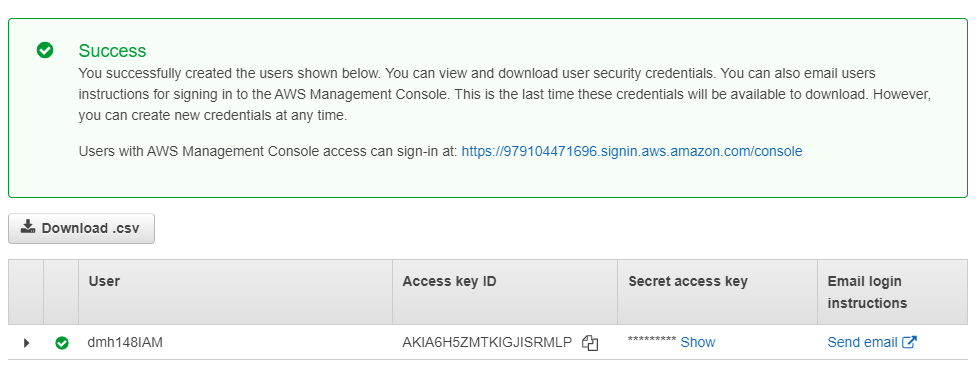 Success
You successfully created the users shown below. You can view and download user security credentials. You can also email users
instructions for signing in to the AWS Management Console. This is the last time these credentials will be available to download. However,
you can create new credentials at any time.
Users with AWS Management Console access can sign-in at: https://979104471696.signin.aws.amazon.com/console
Download .csv
User Access key ID Secret access key Email login
instructions
dmh148IAM AKIA6H5ZMTKIGJISRMLP ********* Show Send email